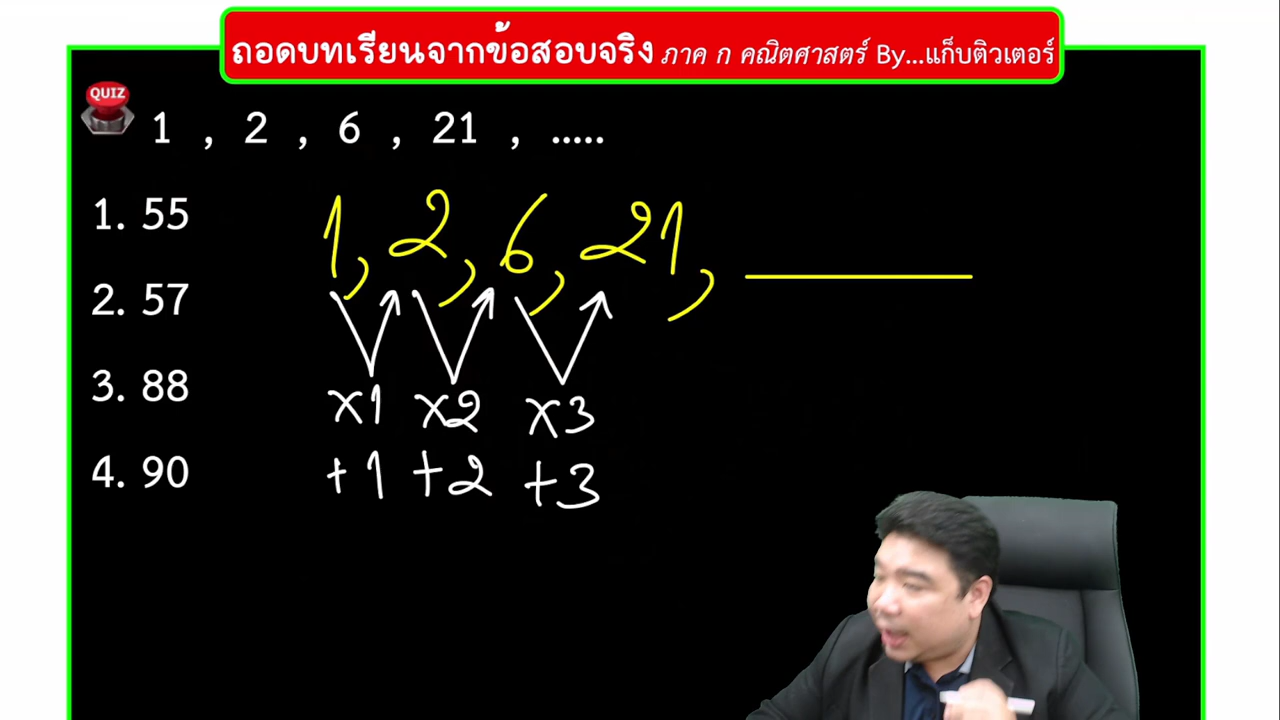 ถอดบทเรียนจากข้อสอบจริง ภาค ก คณิตศาสตร์ By...แก็บติวเตอร์
QUIZ
1 , 2 , 6 , 21 , .....
1. 55
2. 57
3. 88
4. 90
1, 2, 6, 21, ______
x1 x2 x3
+1 +2 +3